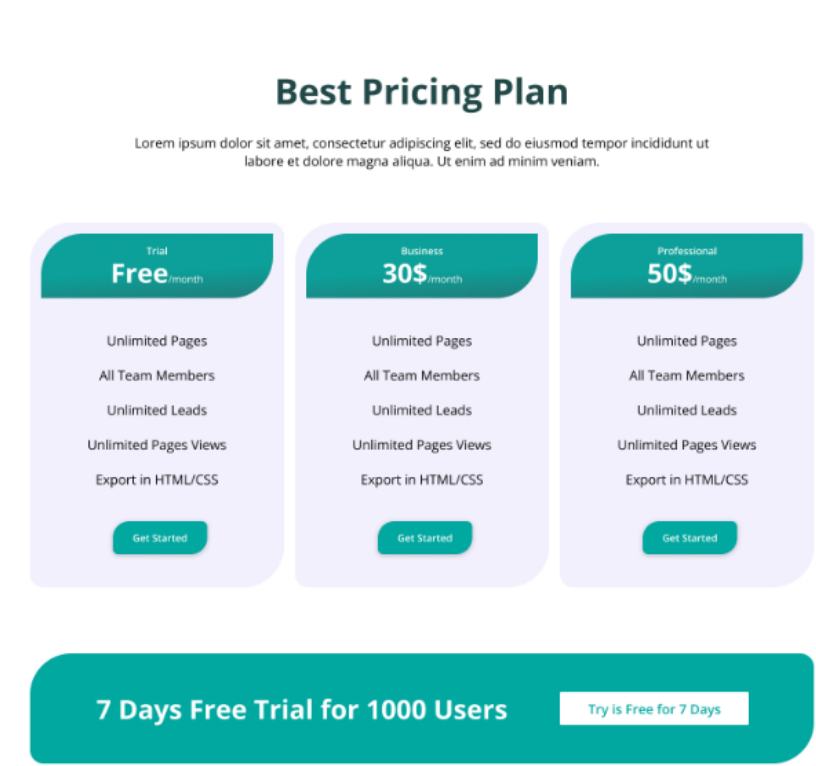 Best Pricing Plan
Lorem ipsum dolor sit amet, consectetur adipiscing elit, sed do eiusmod tempor incididunt ut
labore et dolore magna aliqua. Ut enim ad minim veniam.
Trial
Free/month
Unlimited Pages
All Team Members
Unlimited Leads
Unlimited Pages Views
Export in HTML/CSS
Get Started
Business
30$/month
Unlimited Pages
All Team Members
Unlimited Leads
Unlimited Pages Views
Export in HTML/CSS
Get Started
Professional
50$/month
Unlimited Pages
All Team Members
Unlimited Leads
Unlimited Pages Views
Export in HTML/CSS
Get Started
7 Days Free Trial for 1000 Users
Try is Free for 7 Days